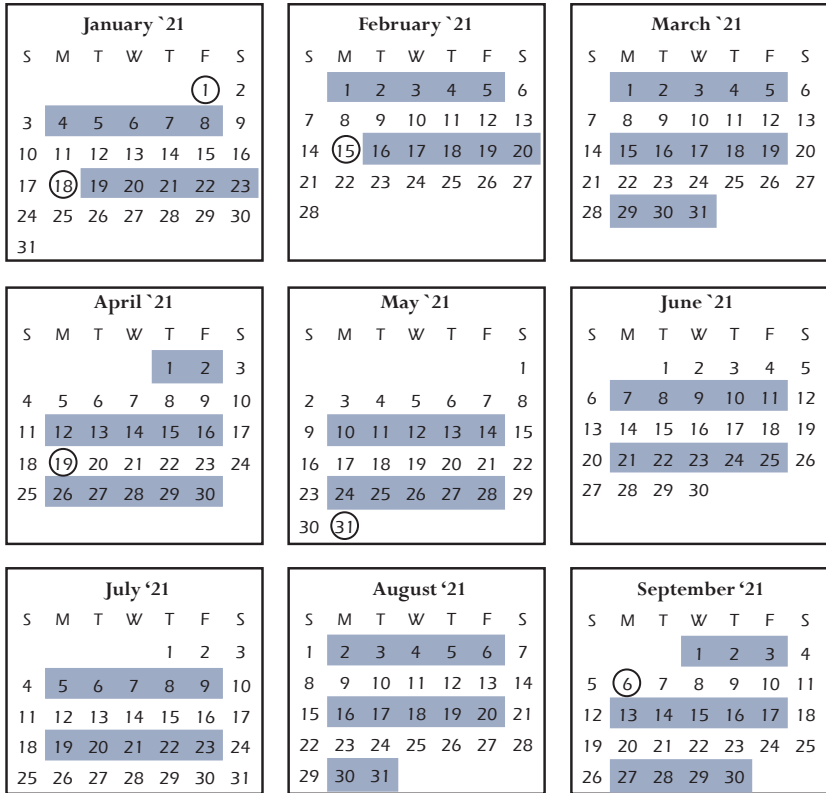 January `21
S M T W T F S
1 2
3 4 5 6 7 8 9
10 11 12 13 14 15 16
17 18 19 20 21 22 23
24 25 26 27 28 29 30
31
February `21
S M T W T F S
1 2 3 4 5 6
7 8 9 10 11 12 13
14 15 16 17 18 19 20
21 22 23 24 25 26 27
28
March `21
S M T W T F S
1 2 3 4 5 6
7 8 9 10 11 12 13
14 15 16 17 18 19 20
21 22 23 24 25 26 27
28 29 30 31
April `21
S M T W T F S
1 2 3
4 5 6 7 8 9 10
11 12 13 14 15 16 17
18 19 20 21 22 23 24
25 26 27 28 29 30
May `21
S M T W T F S
1
2 3 4 5 6 7 8
9 10 11 12 13 14 15
16 17 18 19 20 21 22
23 24 25 26 27 28 29
30 31
June `21
S M T W T F S
1 2 3 4 5
6 7 8 9 10 11 12
13 14 15 16 17 18 19
20 21 22 23 24 25 26
27 28 29 30
July ‘21
S M T W T F S
1 2 3
4 5 6 7 8 9 10
11 12 13 14 15 16 17
18 19 20 21 22 23 24
25 26 27 28 29 30 31
August ‘21
S M T W T F S
1 2 3 4 5 6 7
8 9 10 11 12 13 14
15 16 17 18 19 20 21
22 23 24 25 26 27 28
29 30 31
September ‘21
S M T W T F S
1 2 3 4
5 6 7 8 9 10 11
12 13 14 15 16 17 18
19 20 21 22 23 24 25
26 27 28 29 30